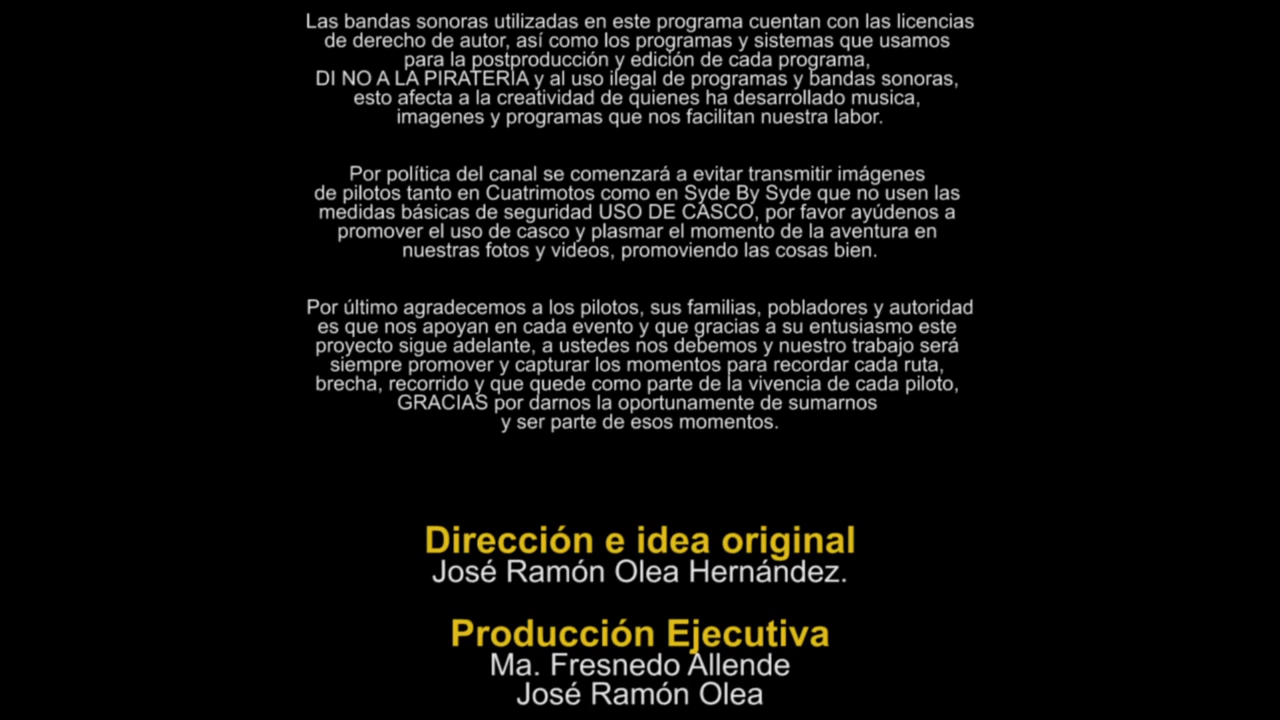 Las bandas sonoras utilizadas en este programa cuentan con las licencias
de derecho de autor, así como los programas y sistemas que usamos
para la postproducción y edición de cada programa,
DI NO A LA PIRATERIA y al uso ilegal de programas y bandas sonoras,
esto afecta a la creatividad de quienes ha desarrollado musica,
imagenes y programas que nos facilitan nuestra labor.
Por política del canal se comenzará a evitar transmitir imágenes
de pilotos tanto en Cuatrimotos como en Syde By Syde que no usen las
medidas básicas de seguridad USO DE CASCO, por favor ayúdenos a
promover el uso de casco y plasmar el momento de la aventura en
nuestras fotos y videos, promoviendo las cosas bien.
Por último agradecemos a los pilotos, sus familias, pobladores y autoridad
es que nos apoyan en cada evento y que gracias a su entusiasmo este
proyecto sigue adelante, a ustedes nos debemos y nuestro trabajo será
siempre promover y capturar los momentos para recordar cada ruta,
brecha, recorrido y que quede como parte de la vivencia de cada piloto,
GRACIAS por darnos la oportunamente de sumarnos
y ser parte de esos momentos.
Dirección e idea original
José Ramón Olea Hernández.
Producción Ejecutiva
Ma. Fresnedo Allende
José Ramón Olea